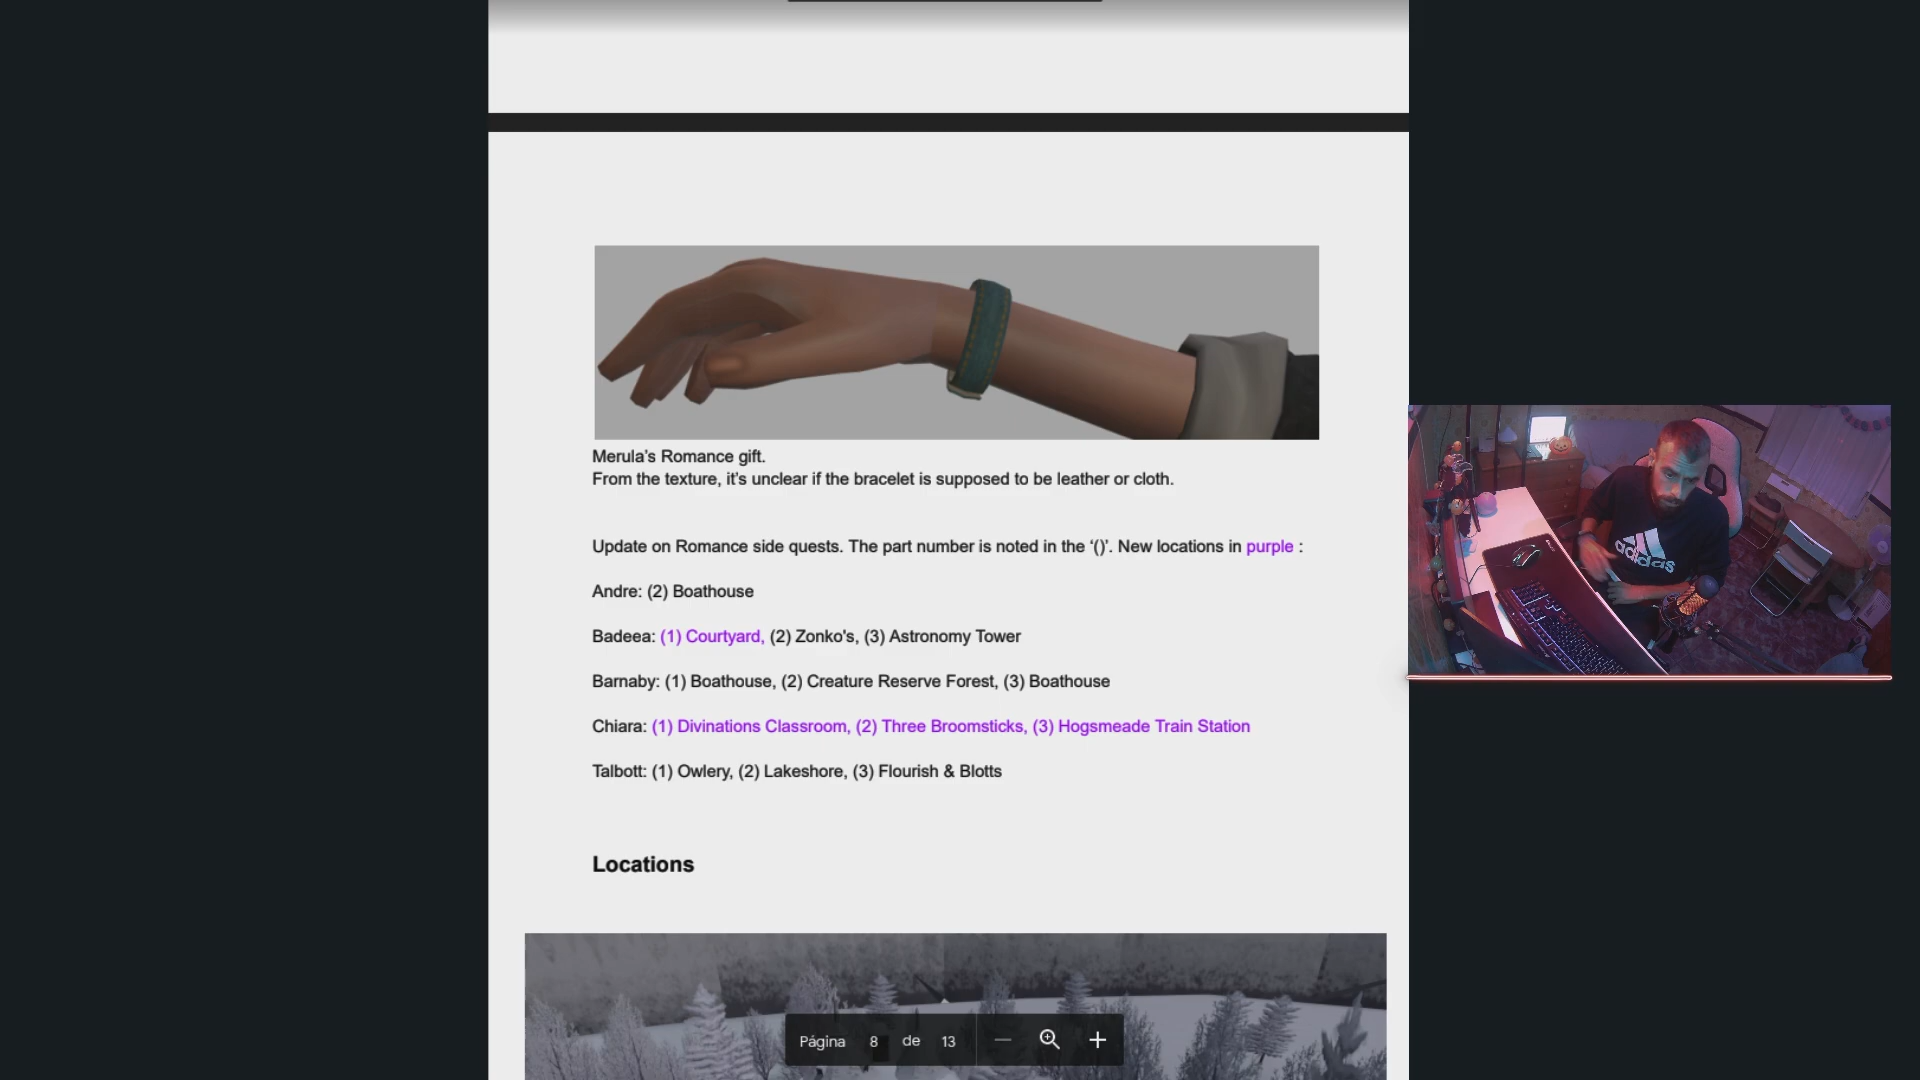 Merula’s Romance gift.
From the texture, it’s unclear if the bracelet is supposed to be leather or cloth.
Update on Romance side quests. The part number is noted in the ‘()’. New locations in purple :
Andre: (2) Boathouse
Badeea: (1) Courtyard, (2) Zonko's, (3) Astronomy Tower
Barnaby: (1) Boathouse, (2) Creature Reserve Forest, (3) Boathouse
Chiara: (1) Divinations Classroom, (2) Three Broomsticks, (3) Hogsmeade Train Station
Talbott: (1) Owlery, (2) Lakeshore, (3) Flourish & Blotts
Locations
adidas
Página 8 de 13